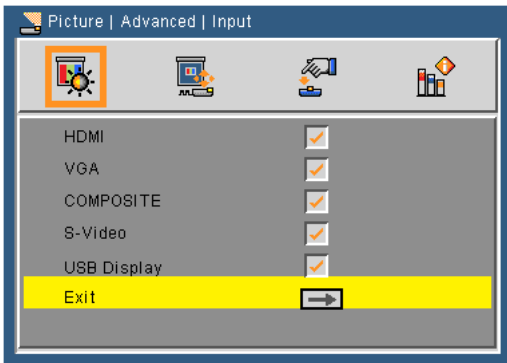 Picture | Advanced | Input
HDMI
VGA
COMPOSITE
S-Video
USB Display
Exit